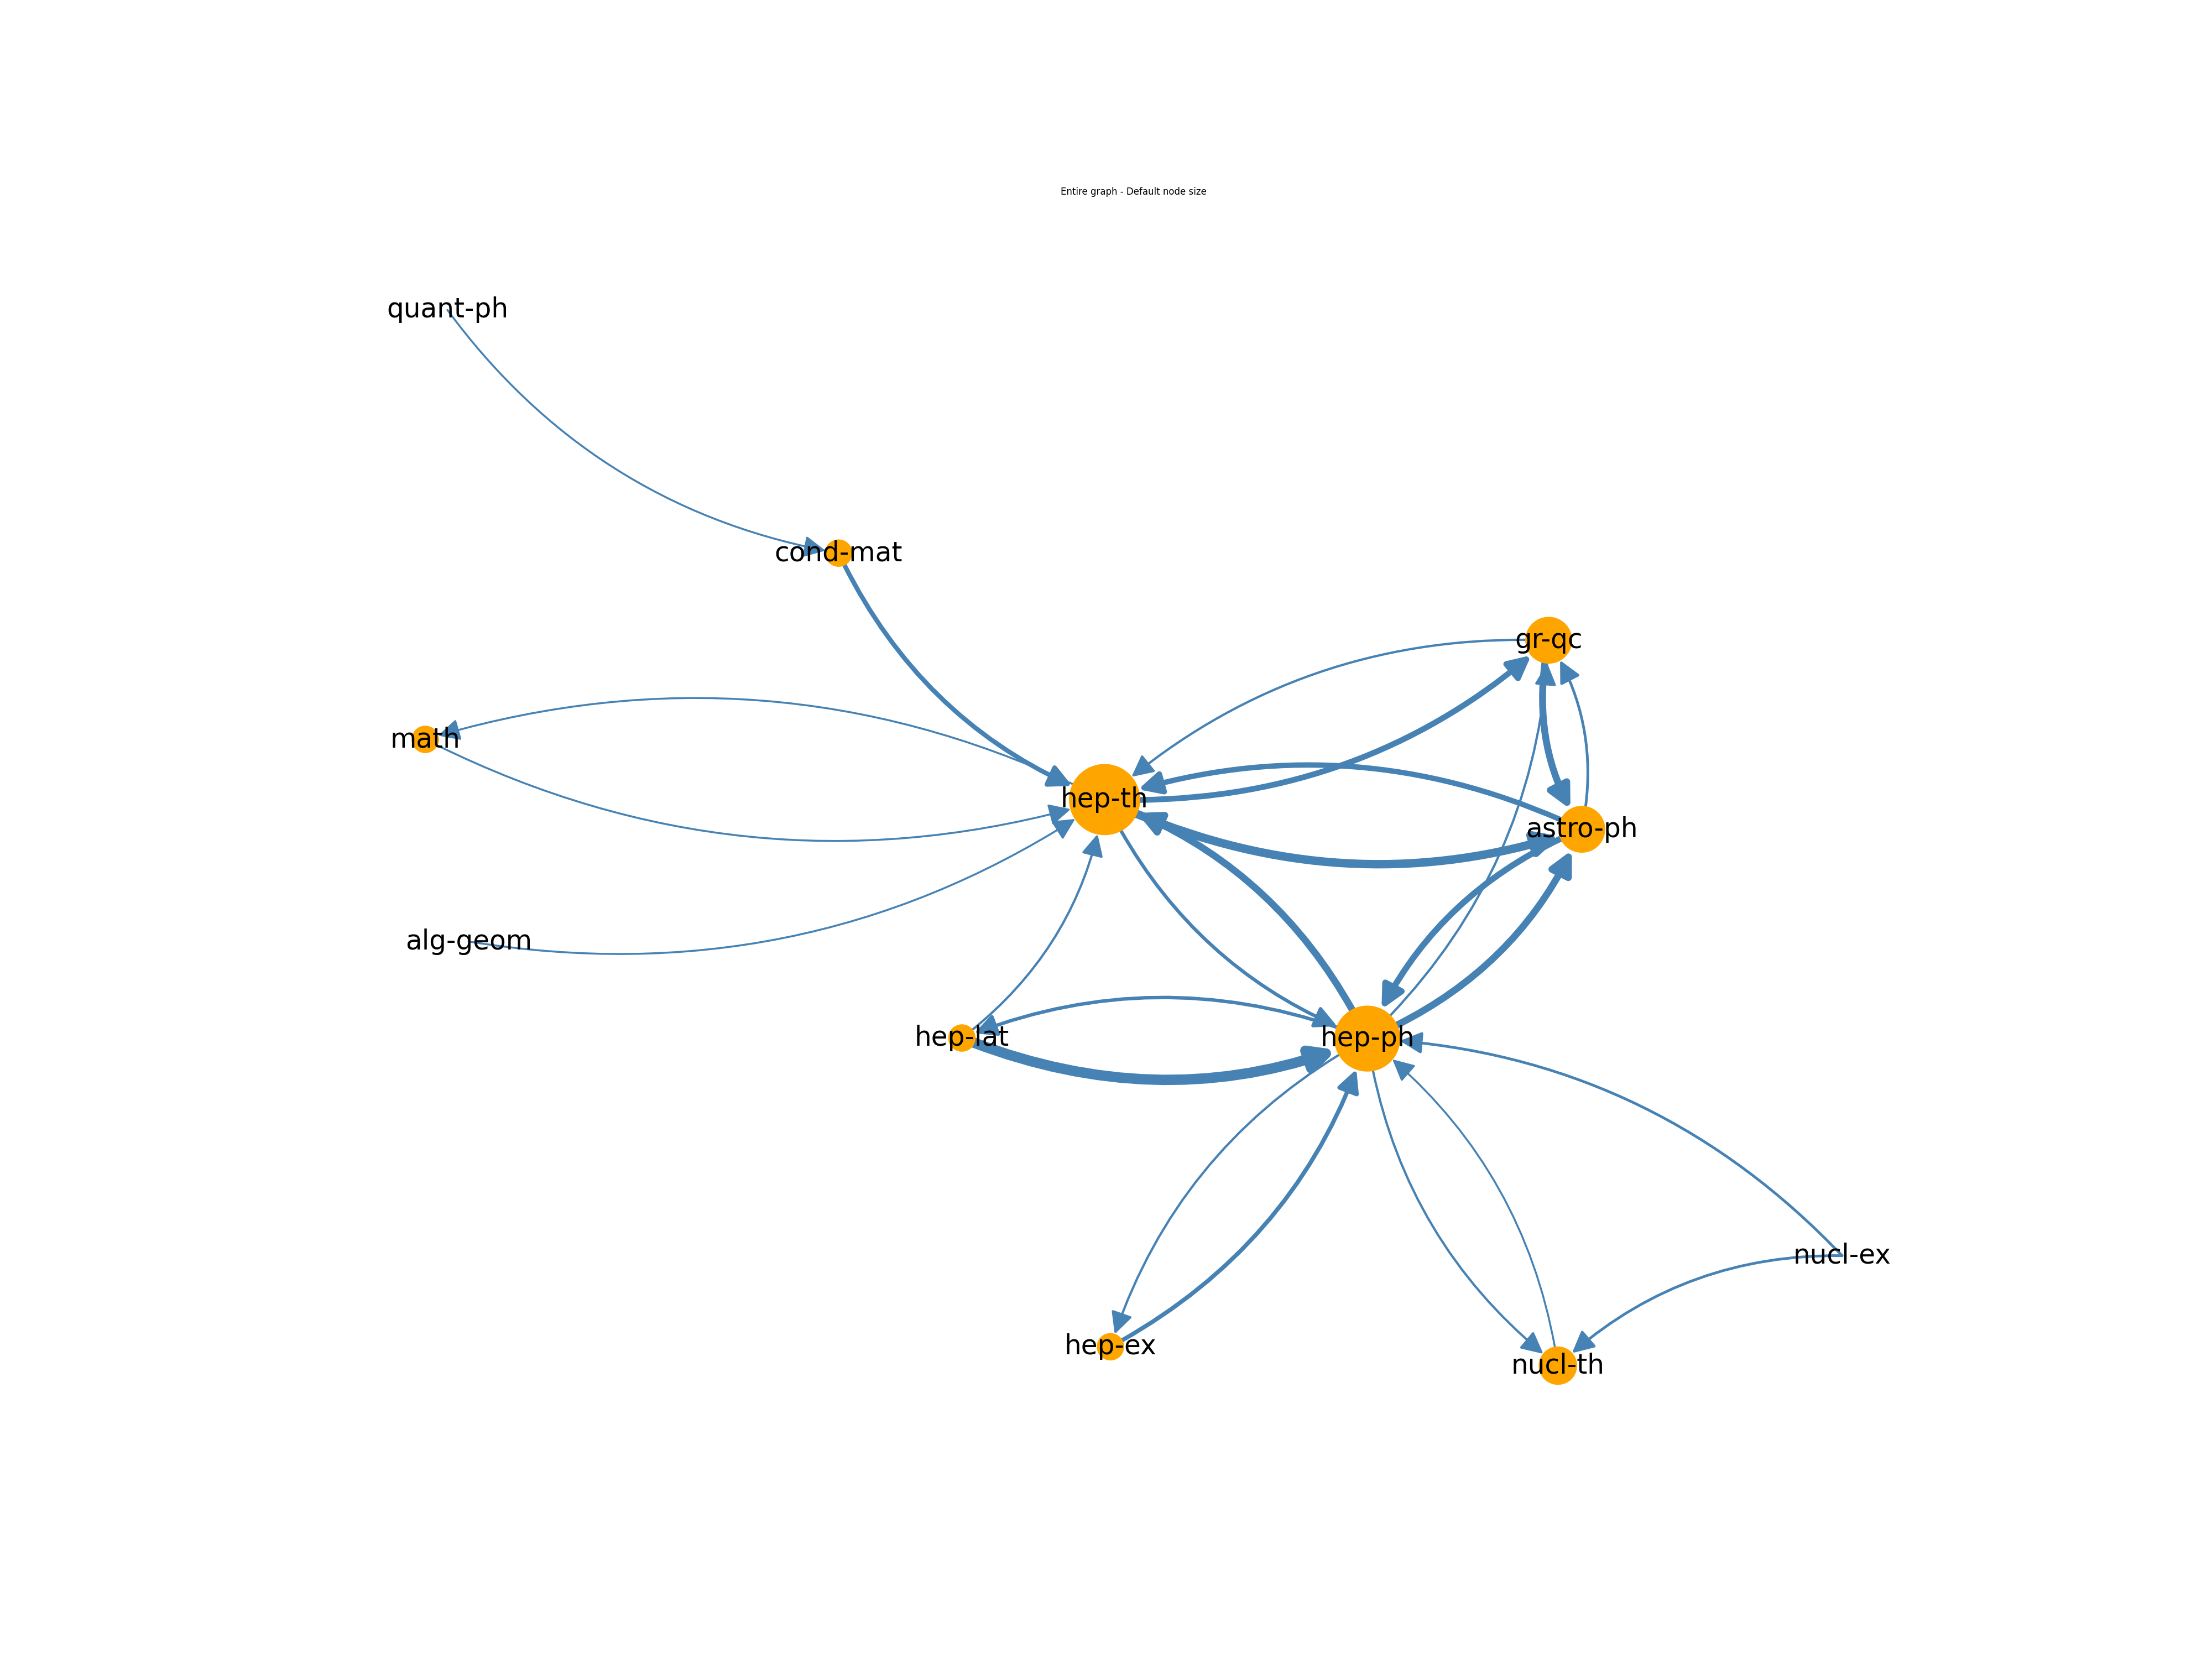 Entire graph - Default node size
quant-ph
cond-mat
gr-qc
math
hep-th
astro-ph
alg-geom
hep-lat
hep-ph
nucl-ex
hep-ex
nucl-th